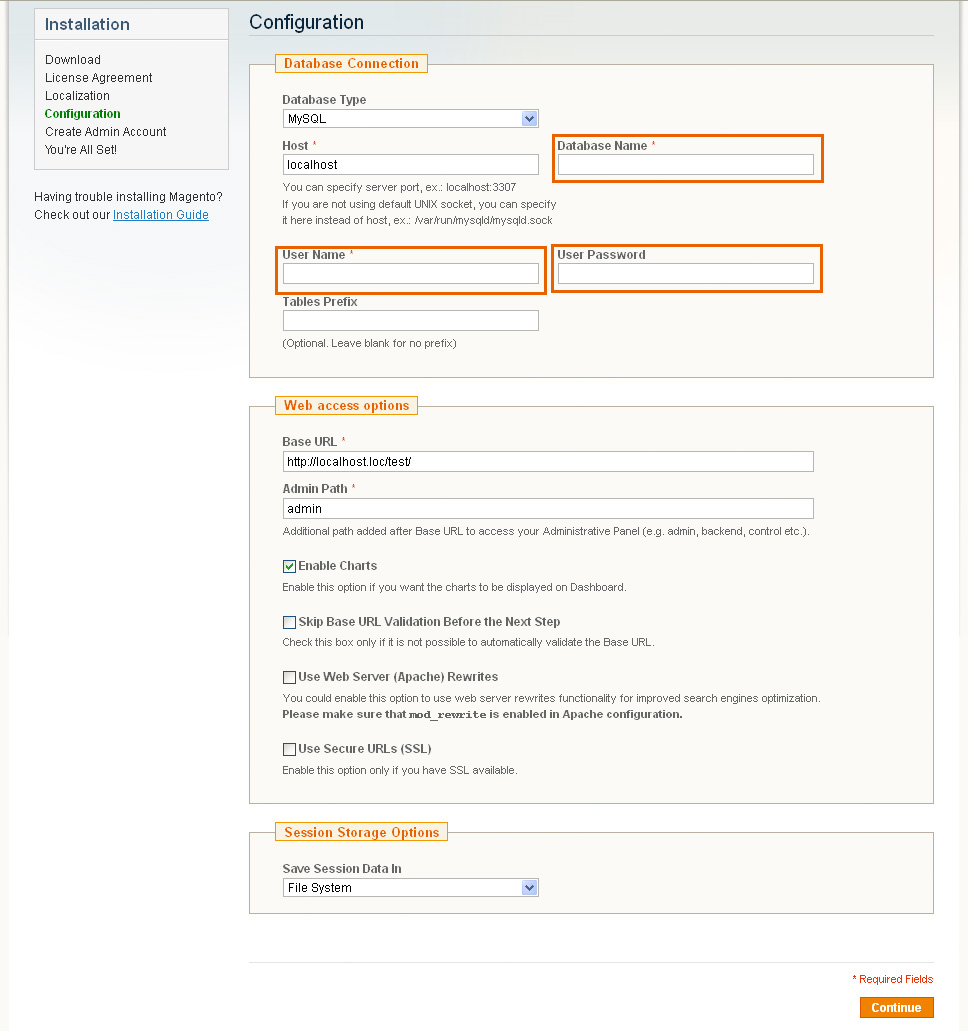 Installation
Download
License Agreement
Localization
Configuration
Create Admin Account
You're All Set!
Having trouble installing Magento?
Check out our Installation Guide
Configuration
Database Connection
Database Type
MySQL
Host *
localhost
Database Name *
You can specify server port, ex.: localhost:3307
If you are not using default UNIX socket, you can specify
it here instead of host, ex.: /var/run/mysqld/mysqld.sock
User Name *
User Password
Tables Prefix
(Optional. Leave blank for no prefix)
Web access options
Base URL *
http://localhost.loc/test/
Admin Path *
admin
Additional path added after Base URL to access your Administrative Panel (e.g. admin, backend, control etc.).
Enable Charts
Enable this option if you want the charts to be displayed on Dashboard.
Skip Base URL Validation Before the Next Step
Check this box only if it is not possible to automatically validate the Base URL.
Use Web Server (Apache) Rewrites
You could enable this option to use web server rewrites functionality for improved search engines optimization.
Please make sure that mod_rewrite is enabled in Apache configuration.
Use Secure URLs (SSL)
Enable this option only if you have SSL available.
Session Storage Options
Save Session Data In
File System
* Required Fields
Continue